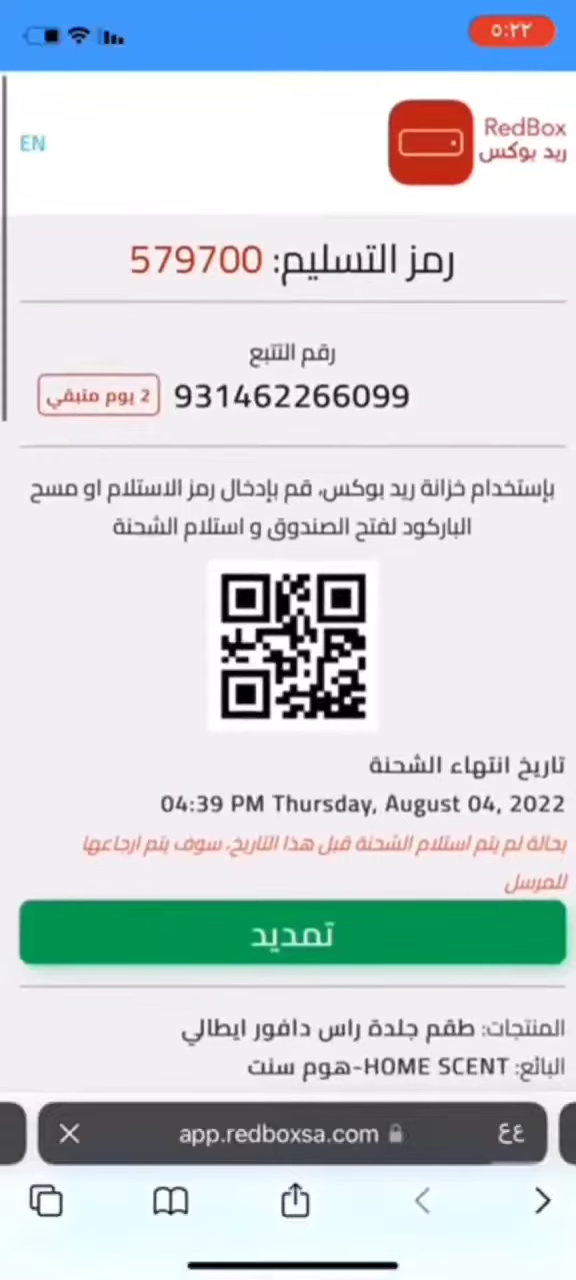 ٥:٢٢
RedBox
ريد بوكس
EN
رمز التسليم: 579700
رقم التتبع
931462266099
2 يوم متبقي
بإستخدام خزانة ريد بوكس، قم بإدخال رمز الاستلام او مسح
الباركود لفتح الصندوق و استلام الشحنة
تاريخ انتهاء الشحنة
04:39 PM Thursday, August 04, 2022
بحالة لم يتم استلام الشحنة قبل هذا التاريخ، سوف يتم ارجاعها
للمرسل
تمديد
المنتجات: طقم جلدة راس دافور ايطالي
البائع: HOME SCENT-هوم سنت
app.redboxsa.com
عع